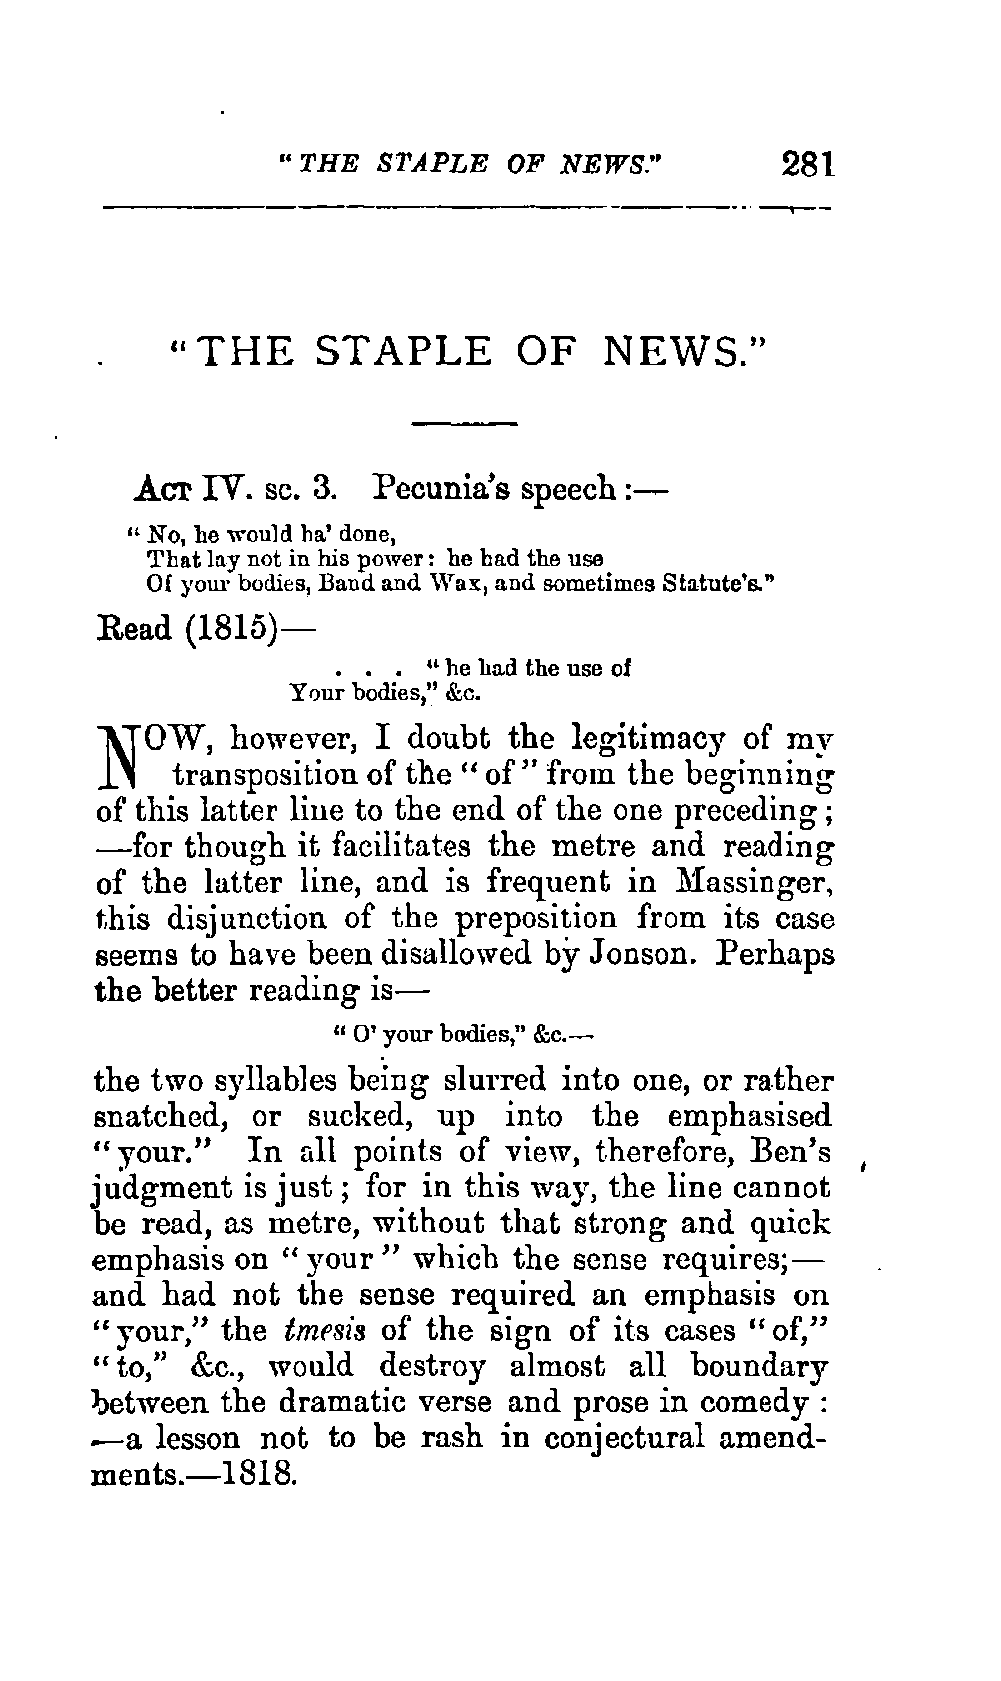 "THE STAPLE OF NEWS." 281
"THE STAPLE OF NEWS."
ACT IV. sc. 3. Pecunia's speech:—
"No, he would ha' done,
That lay not in his power: he had the use
Of your bodies, Band and Wax, and sometimes Statute's."
Read (1815)—
. . . "he had the use of
Your bodies," &c.
NOW, however, I doubt the legitimacy of my
transposition of the "of" from the beginning
of this latter line to the end of the one preceding;
—for though it facilitates the metre and reading
of the latter line, and is frequent in Massinger,
this disjunction of the preposition from its case
seems to have been disallowed by Jonson. Perhaps
the better reading is—
"O' your bodies," &c.—
the two syllables being slurred into one, or rather
snatched, or sucked, up into the emphasised
"your." In all points of view, therefore, Ben's
judgment is just; for in this way, the line cannot
be read, as metre, without that strong and quick
emphasis on "your" which the sense requires;—
and had not the sense required an emphasis on
"your," the tmesis of the sign of its cases "of,"
"to," &c., would destroy almost all boundary
between the dramatic verse and prose in comedy:
—a lesson not to be rash in conjectural amend-
ments.—1818.